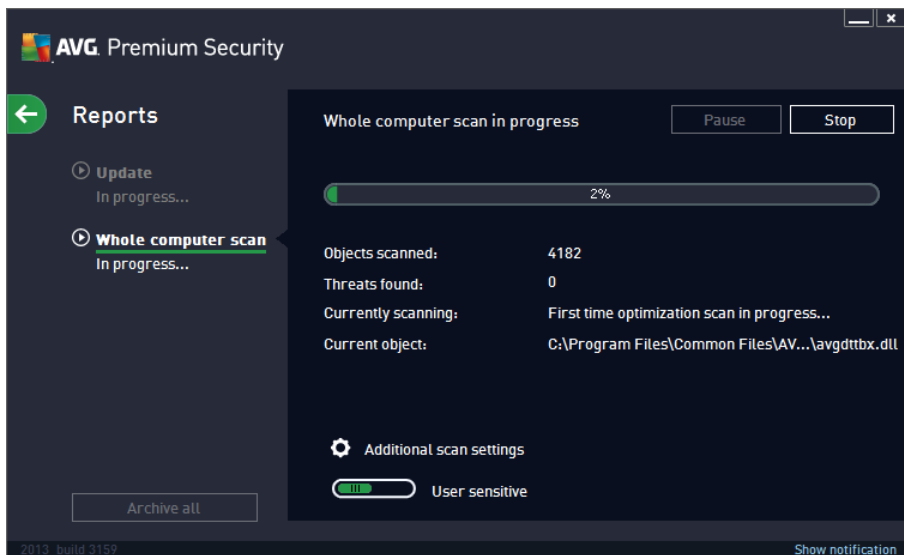 AVG. Premium Security
Reports
Update
In progress...
Whole computer scan
In progress...
Archive all
Whole computer scan in progress
Pause
Stop
2%
Objects scanned: 4182
Threats found: 0
Currently scanning: First time optimization scan in progress...
Current object: C:\Program Files\Common Files\AV...\avgdttbx.dll
Additional scan settings
User sensitive
2013 build 3159
Show notification